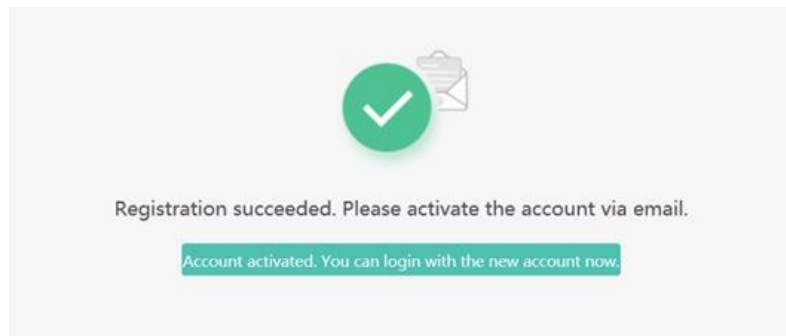 Registration succeeded. Please activate the account via email.
Account activated. You can login with the new account now.